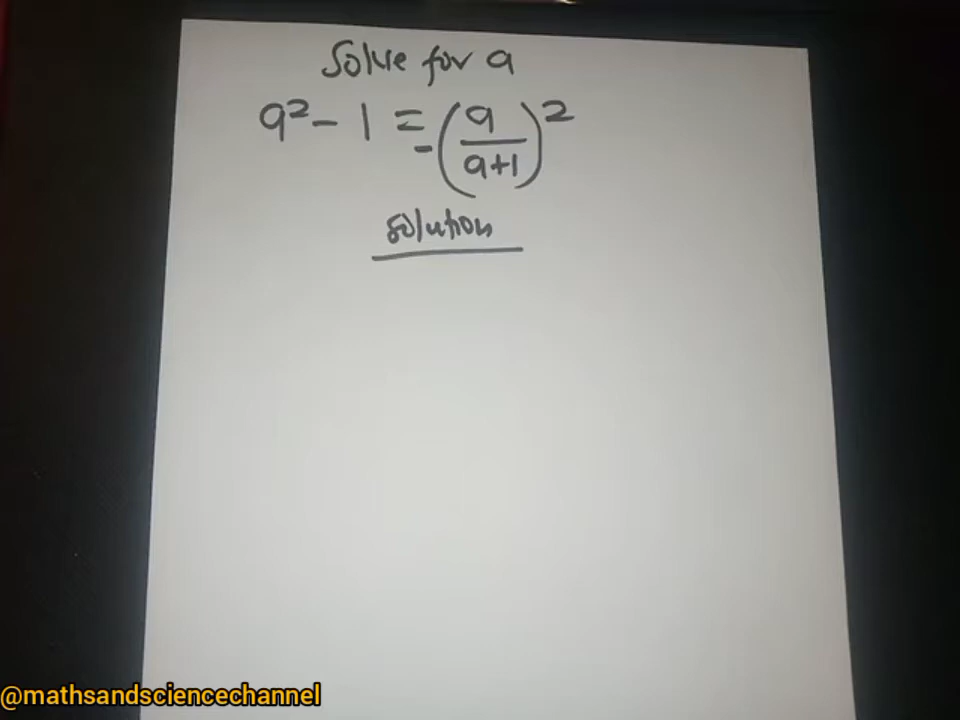 Solve for a
a² - 1 = -(a/a+1)²
solution
@mathsandsciencechannel